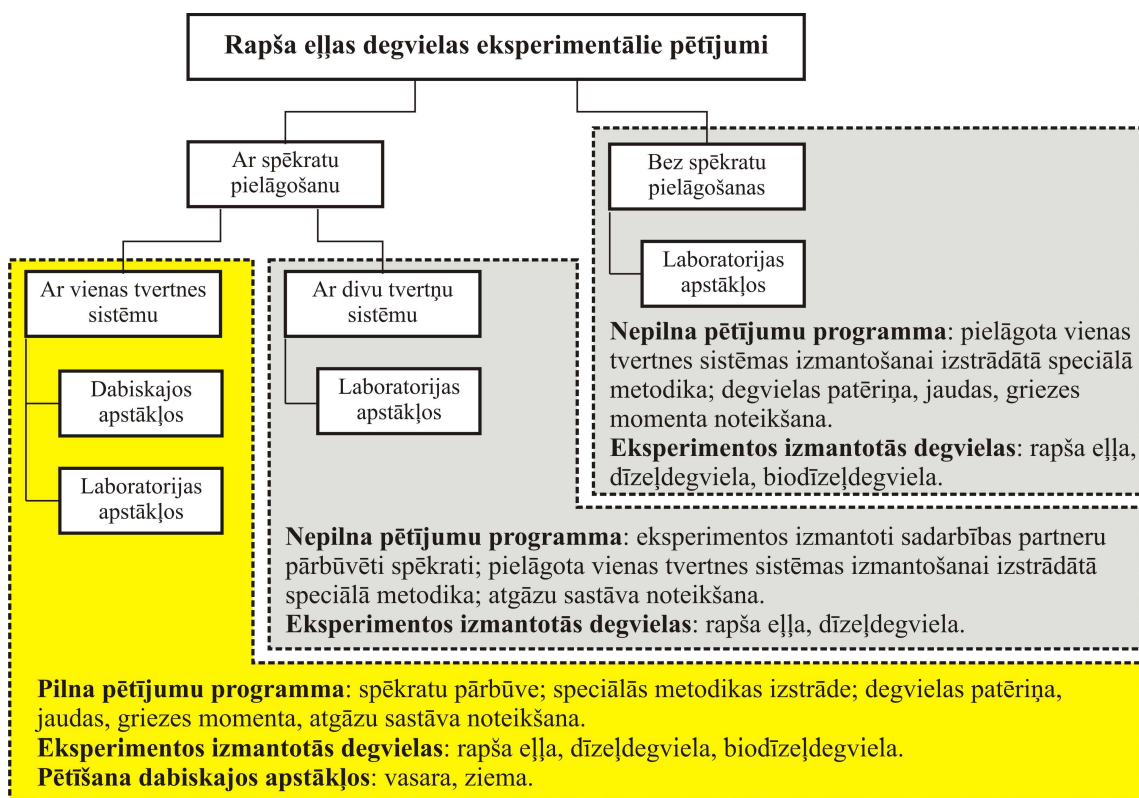 Rapša eļļas degvielas eksperimentālie pētījumi
Ar spēkratu
pielāgošanu
Bez spēkratu
pielāgošanas
Laboratorijas
apstākļos
Ar vienas tvertnes
sistēmu
Ar divu tvertņu
sistēmu
Dabiskajos
apstākļos
Laboratorijas
apstākļos
Laboratorijas
apstākļos
Nepilna pētījumu programma: pielāgota vienas
tvertnes sistēmas izmantošanai izstrādātā speciālā
metodika; degvielas patēriņa, jaudas, griezes
momenta noteikšana.
Eksperimentos izmantotās degvielas: rapša eļļa,
dīzeļdegviela, biodīzeļdegviela.
Nepilna pētījumu programma: eksperimentos izmantoti sadarbības partneru
pārbūvēti spēkrati; pielāgota vienas tvertnes sistēmas izmantošanai izstrādātā
speciālā metodika; atgāzu sastāva noteikšana.
Eksperimentos izmantotās degvielas: rapša eļļa, dīzeļdegviela.
Pilna pētījumu programma: spēkratu pārbūve; speciālās metodikas izstrāde; degvielas patēriņa,
jaudas, griezes momenta, atgāzu sastāva noteikšana.
Eksperimentos izmantotās degvielas: rapša eļļa, dīzeļdegviela, biodīzeļdegviela.
Pētīšana dabiskajos apstākļos: vasara, ziema.